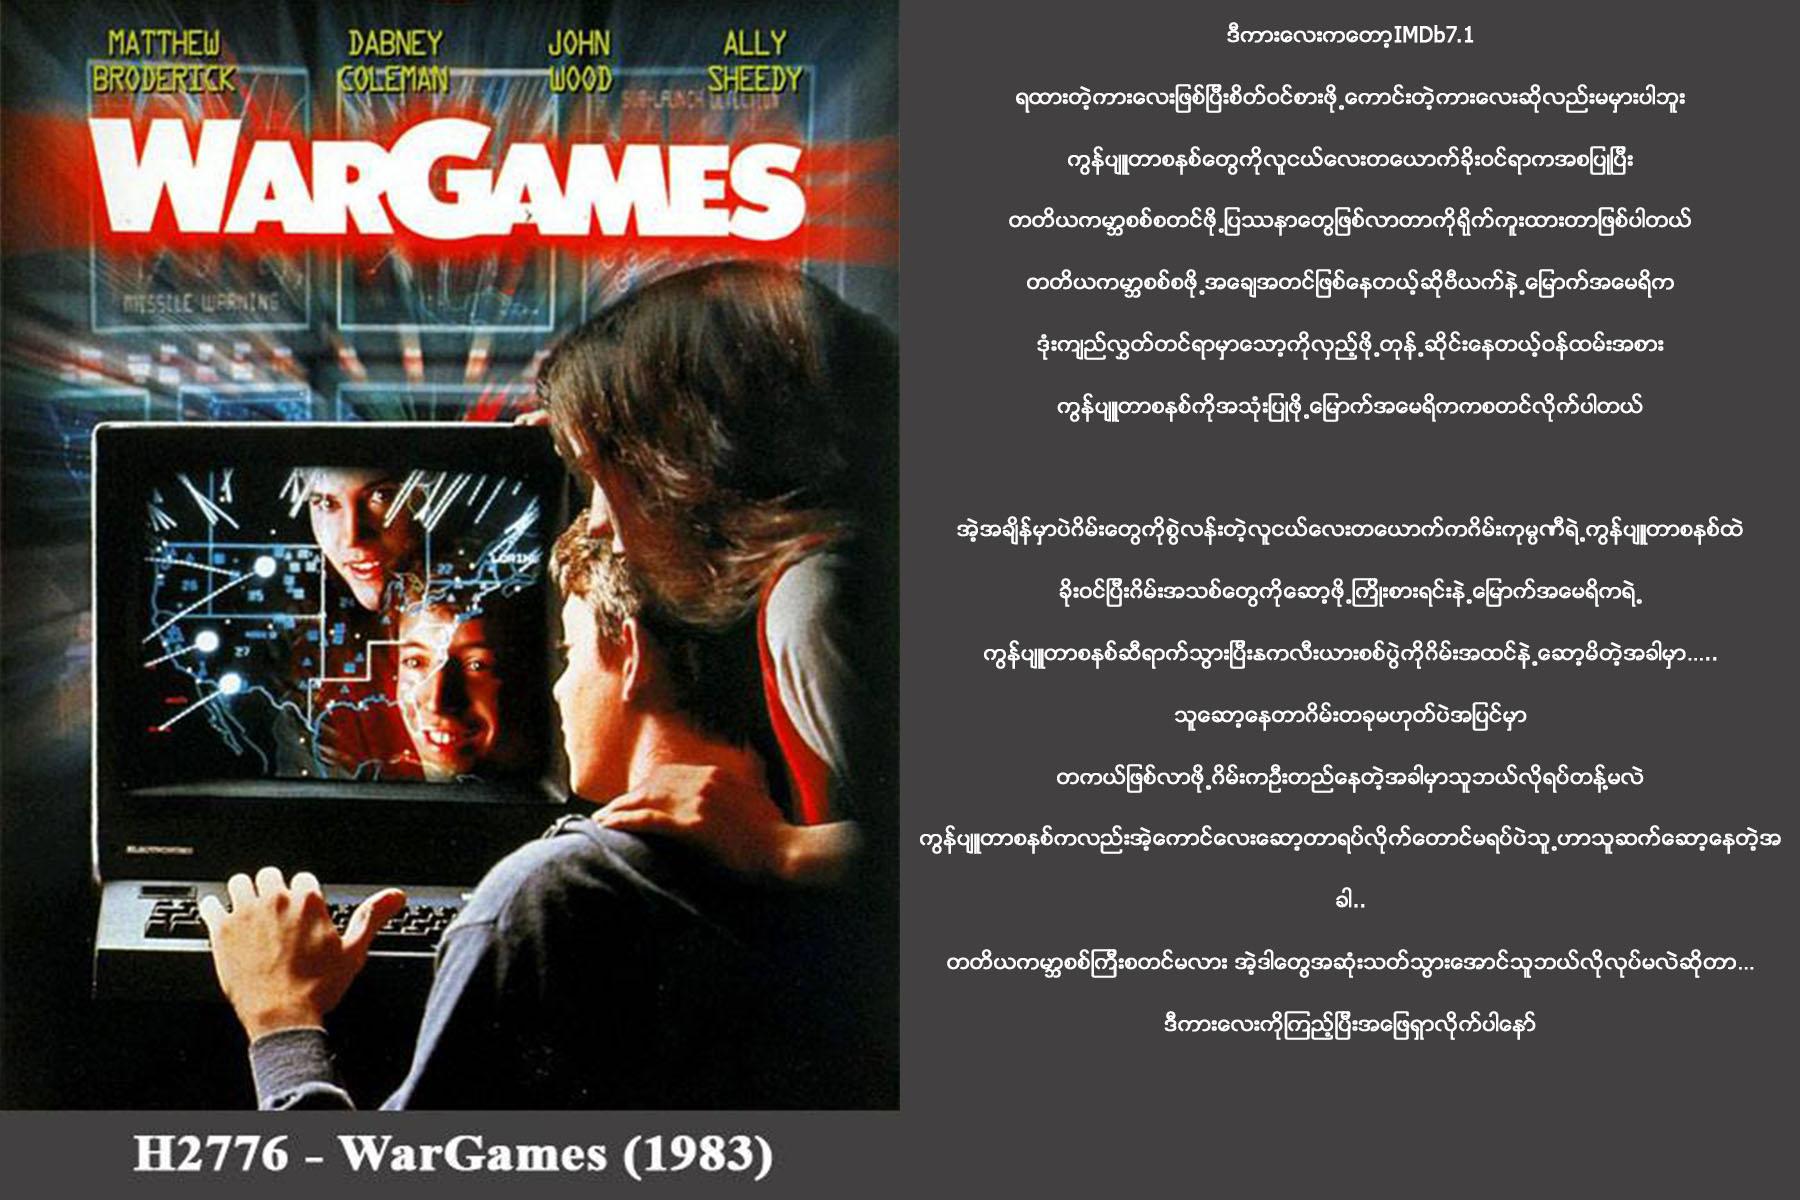 MATTHEW BRODERICK
DABNEY COLEMAN
JOHN WOOD
ALLY SHEEDY
WARGAMES
MISSILE WARNING
LORING
27
22
H2776 - WarGames (1983)
ဒီကားလေးကတော့IMDb7.1
ရထားတဲ့ကားလေးဖြစ်ပြီးစိတ်ဝင်စားဖို့ကောင်းတဲ့ကားလေးဆိုလည်းမမှားပါဘူး
ကွန်ပျူတာစနစ်တွေကိုလူငယ်လေးတယောက်ခိုးဝင်ရာကအစပြုပြီး
တတိယကမ္ဘာစစ်စတင်ဖို့ပြဿနာတွေဖြစ်လာတာကိုရိုက်ကူးထားတာဖြစ်ပါတယ်
တတိယကမ္ဘာစစ်စဖို့အချေအတင်ဖြစ်နေတယ့်ဆိုဗီယက်နဲ့မြောက်အမေရိက
ဒုံးကျည်လွှတ်တင်ရာမှာသော့ကိုလှည့်ဖို့တုန့်ဆိုင်းနေတယ့်ဝန်ထမ်းအစား
ကွန်ပျူတာစနစ်ကိုအသုံးပြုဖို့မြောက်အမေရိကကစတင်လိုက်ပါတယ်
အဲ့အချိန်မှာပဲဂိမ်းတွေကိုစွဲလန်းတဲ့လူငယ်လေးတယောက်ကဂိမ်းကုမ္ပဏီရဲ့ကွန်ပျူတာစနစ်ထဲ
ခိုးဝင်ပြီးဂိမ်းအသစ်တွေကိုဆော့ဖို့ကြိုးစားရင်းနဲ့မြောက်အမေရိကရဲ့
ကွန်ပျူတာစနစ်ဆီရာက်သွားပြီးနကလီးယားစစ်ပွဲကိုဂိမ်းအထင်နဲ့ဆော့မိတဲ့အခါမှာ.....
သူဆော့နေတာဂိမ်းတခုမဟုတ်ပဲအပြင်မှာ
တကယ်ဖြစ်လာဖို့ဂိမ်းကဦးတည်နေတဲ့အခါမှာသူဘယ်လိုရပ်တန့်မလဲ
ကွန်ပျူတာစနစ်ကလည်းအဲ့ကောင်လေးဆော့တာရပ်လိုက်တောင်မရပ်ပဲသူ့ဟာသူဆက်ဆော့နေတဲ့အ
ခါ..
တတိယကမ္ဘာစစ်ကြီးစတင်မလား အဲ့ဒါတွေအဆုံးသတ်သွားအောင်သူဘယ်လိုလုပ်မလဲဆိုတာ...
ဒီကားလေးကိုကြည့်ပြီးအဖြေရှာလိုက်ပါနော်